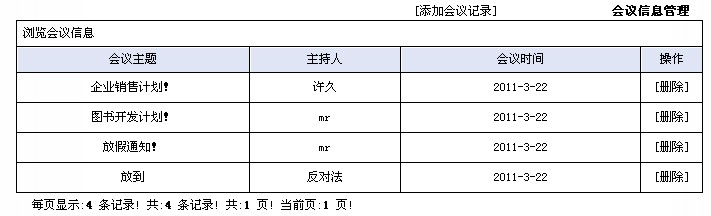 [添加会议记录] 会议信息管理
浏览会议信息
会议主题 主持人 会议时间 操作
企业销售计划! 许久 2011-3-22 [删除]
图书开发计划! mr 2011-3-22 [删除]
放假通知! mr 2011-3-22 [删除]
放到 反对法 2011-3-22 [删除]
每页显示:4 条记录! 共:4 条记录! 共:1 页! 当前页:1 页!